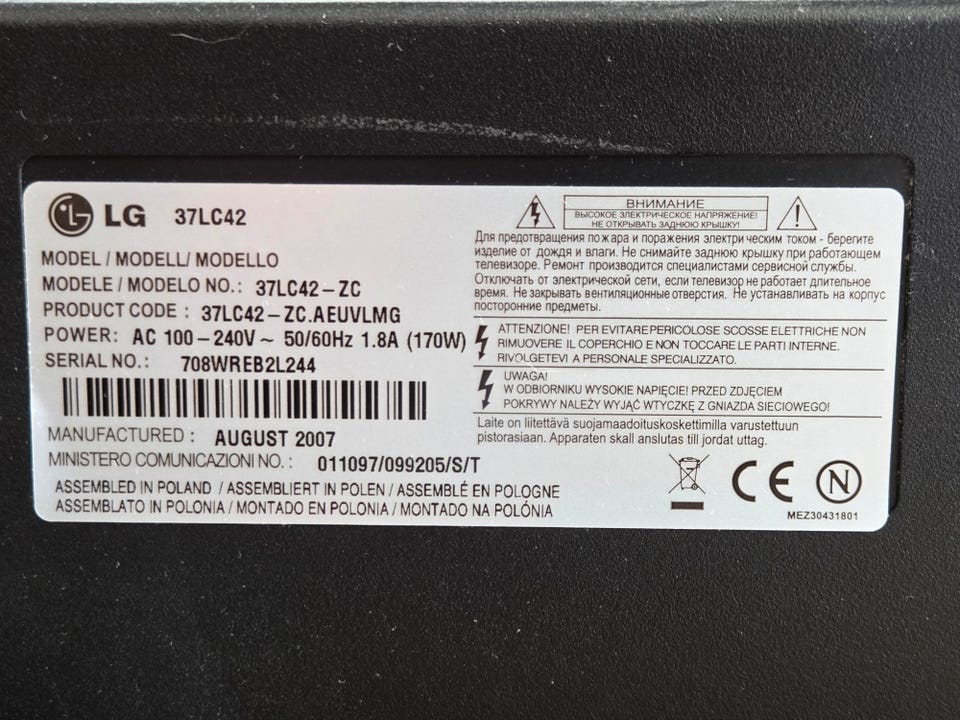 LG 37LC42
MODEL / MODELL/ MODELLO
MODELE / MODELO NO.: 37LC42-ZC
PRODUCT CODE : 37LC42-ZC.AEUVLMG
POWER: AC 100-240V~ 50/60Hz 1.8A (170W)
SERIAL NO.: 708WREB2L244
MANUFACTURED : AUGUST 2007
MINISTERO COMUNICAZIONI NO.: 011097/099205/S/T
ASSEMBLED IN POLAND / ASSEMBLIERT IN POLEN / ASSEMBLÉ EN POLOGNE
ASSEMBLATO IN POLONIA / MONTADO EN POLONIA / MONTADO NA POLÓNIA
ВНИМАНИЕ
ВЫСОКОЕ ЭЛЕКТРИЧЕСКОЕ НАПРЯЖЕНИЕ!
НЕ ОТКРЫВАТЬ ЗАДНЮЮ КРЫШКУ!
Для предотвращения пожара и поражения электрическим током - берегите
изделие от дождя и влаги. Не снимайте заднюю крышку при работающем
телевизоре. Ремонт производится специалистами сервисной службы.
Отключать от электрической сети, если телевизор не работает длительное
время. Не закрывать вентиляционные отверстия. Не устанавливать на корпус
посторонние предметы.
ATTENZIONE! PER EVITARE PERICOLOSE SCOSSE ELETTRICHE NON
RIMUOVERE IL COPERCHIO E NON TOCCARE LE PARTI INTERNE.
RIVOLGETEVI A PERSONALE SPECIALIZZATO.
UWAGA!
W ODBIORNIKU WYSOKIE NAPIĘCIE! PRZED ZDJĘCIEM
POKRYWY NALEŻY WYJĄĆ WTYCZKĘ Z GNIAZDA SIECIOWEGO!
Laite on liitettävä suojamaadoituskoskettimilla varustettuun
pistorasiaan. Apparaten skall anslutas till jordat uttag.
CE N
MEZ30431801